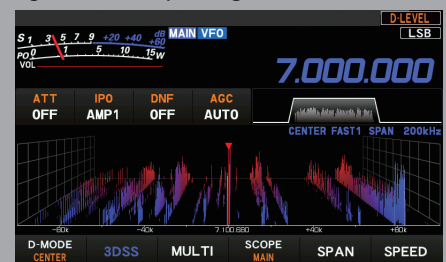 D-LEVEL
S 1 3 5 7 9 +20 +40 +60 dB MAIN VFO LSB
PO 0 5 10 15 W
VOL
7.000.000
ATT IPO DNF AGC
OFF AMP1 OFF AUTO
CENTER FAST1 SPAN 200kHz
-80k -40k 7.100 660 +40k +80k
D-MODE 3DSS MULTI SCOPE SPAN SPEED
CENTER MAIN